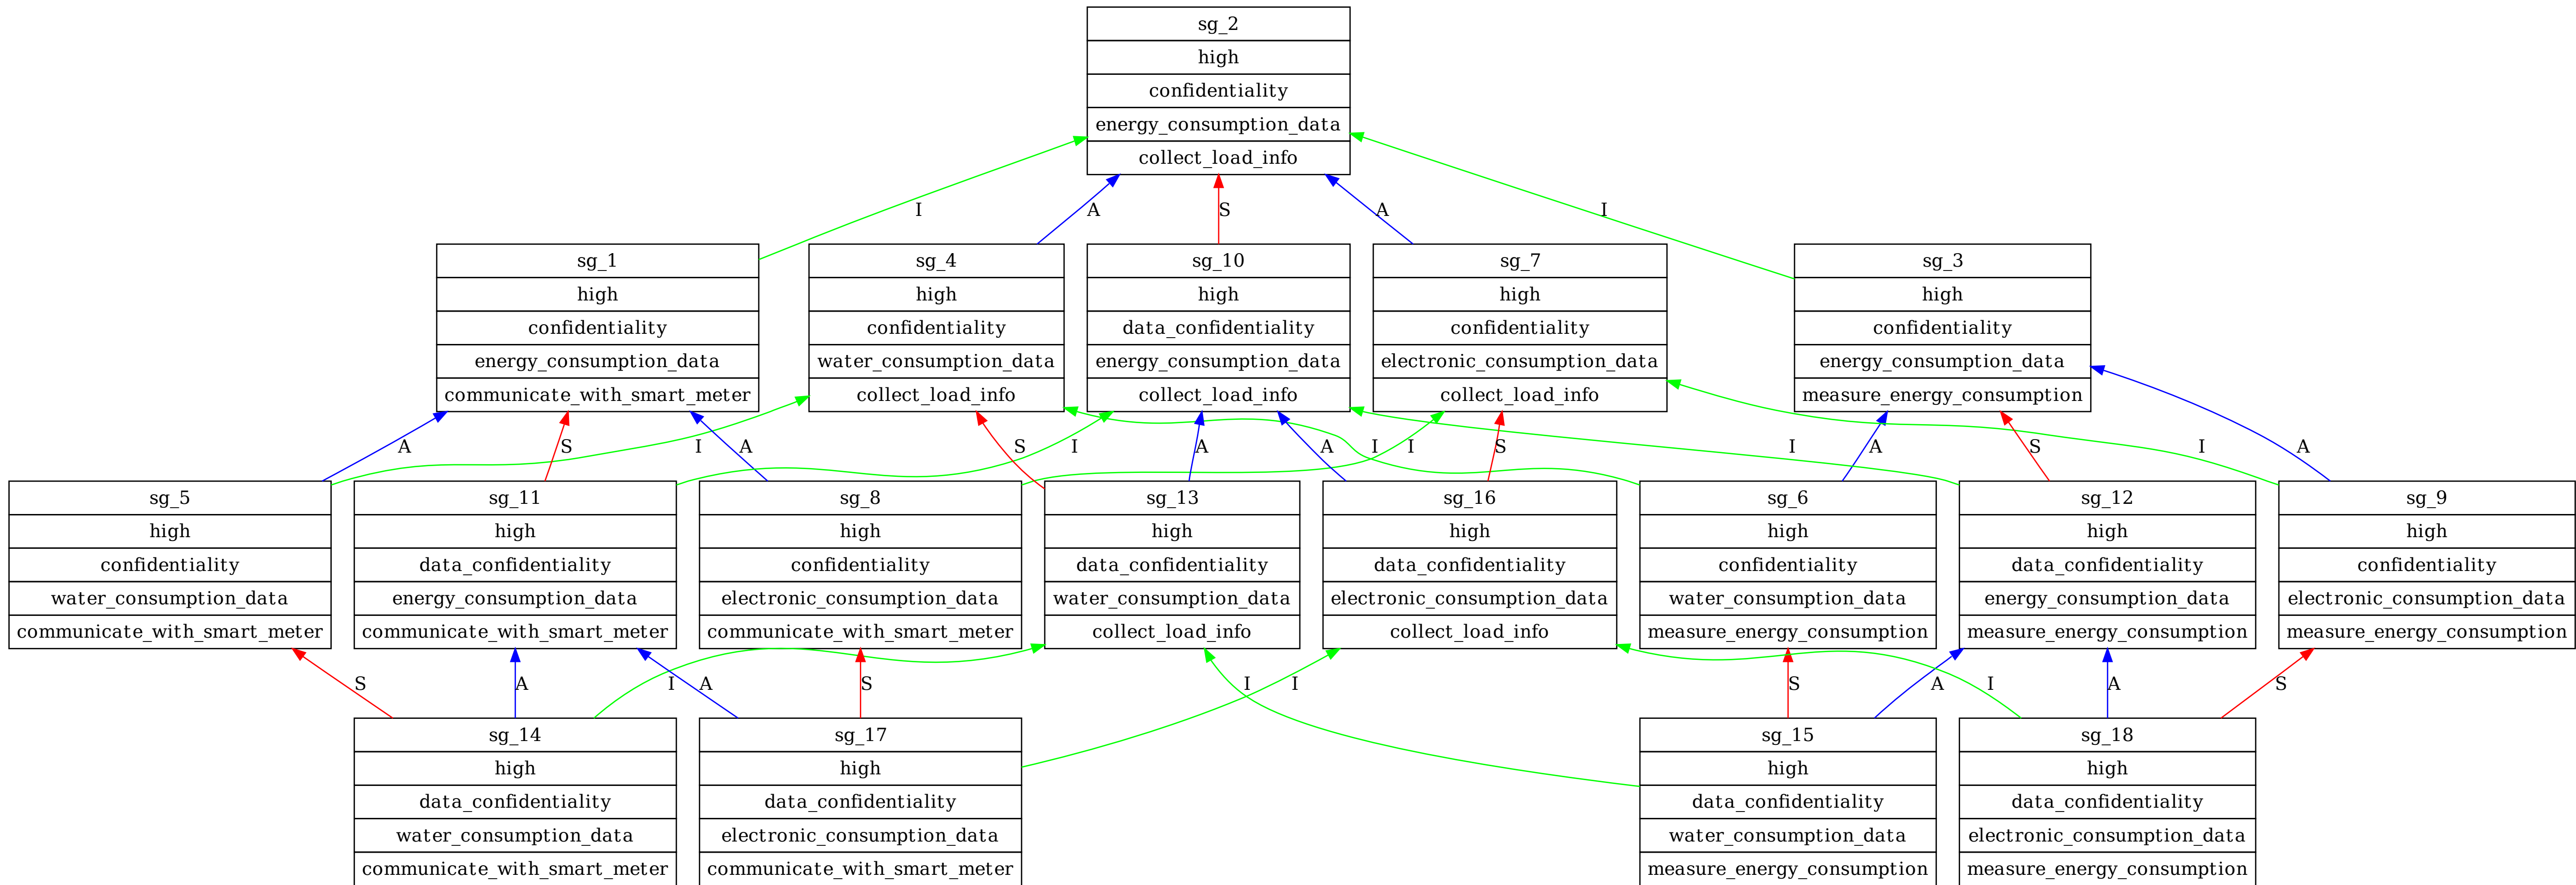 sg_2
high
confidentiality
energy_consumption_data
collect_load_info
I
A
S
A
I
sg_1
high
confidentiality
energy_consumption_data
communicate_with_smart_meter
sg_4
high
confidentiality
water_consumption_data
collect_load_info
sg_10
high
data_confidentiality
energy_consumption_data
collect_load_info
sg_7
high
confidentiality
electronic_consumption_data
collect_load_info
sg_3
high
confidentiality
energy_consumption_data
measure_energy_consumption
A
S
I
A
I
S
A
A
I
I
S
I
A
S
I
A
sg_5
high
confidentiality
water_consumption_data
communicate_with_smart_meter
sg_11
high
data_confidentiality
energy_consumption_data
communicate_with_smart_meter
sg_8
high
confidentiality
electronic_consumption_data
communicate_with_smart_meter
sg_13
high
data_confidentiality
water_consumption_data
collect_load_info
sg_16
high
data_confidentiality
electronic_consumption_data
collect_load_info
sg_6
high
confidentiality
water_consumption_data
measure_energy_consumption
sg_12
high
data_confidentiality
energy_consumption_data
measure_energy_consumption
sg_9
high
confidentiality
electronic_consumption_data
measure_energy_consumption
S
A
I
A
S
I
I
S
A
I
A
S
sg_14
high
data_confidentiality
water_consumption_data
communicate_with_smart_meter
sg_17
high
data_confidentiality
electronic_consumption_data
communicate_with_smart_meter
sg_15
high
data_confidentiality
water_consumption_data
measure_energy_consumption
sg_18
high
data_confidentiality
electronic_consumption_data
measure_energy_consumption